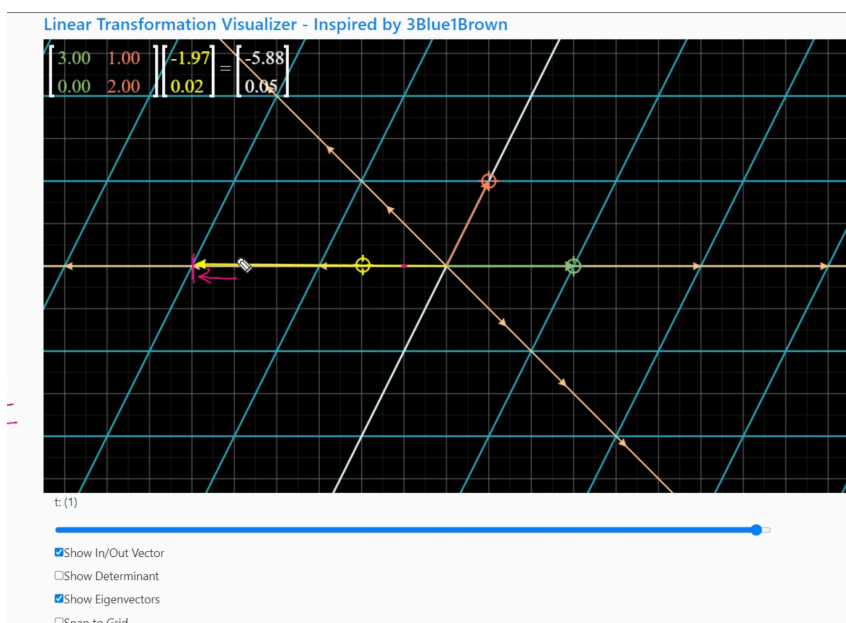 Linear Transformation Visualizer - Inspired by 3Blue1Brown
3.00 1.00 -1.97 = -5.88
0.00 2.00 0.02 0.05
t: (1)
Show In/Out Vector
Show Determinant
Show Eigenvectors
Snap to Grid